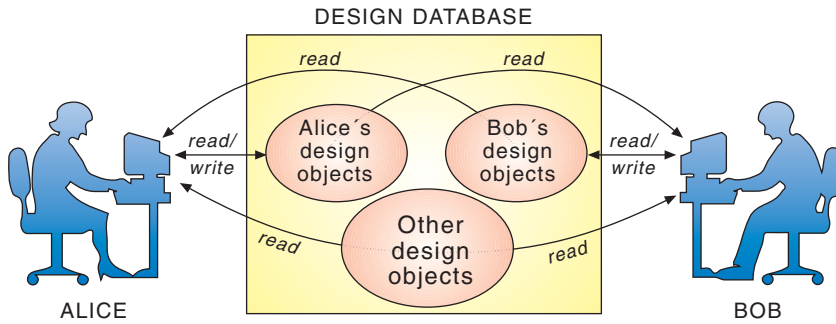 DESIGN DATABASE
read
read
Alice´s
design
objects
Bob´s
design
objects
read/
write
read/
write
Other
design
objects
read
read
ALICE
BOB